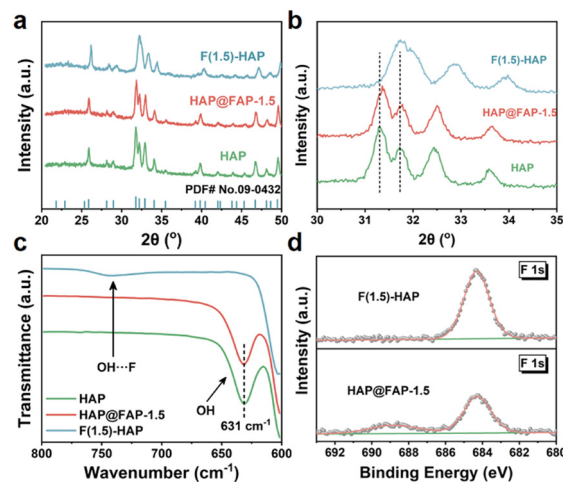 a
F(1.5)-HAP
HAP@FAP-1.5
HAP
PDF# No.09-0432
Intensity (a.u.)
20 25 30 35 40 45 50
2θ (°)
b
F(1.5)-HAP
HAP@FAP-1.5
HAP
Intensity (a.u.)
30 31 32 33 34 35
2θ (°)
c
OH···F
OH
631 cm-1
HAP
HAP@FAP-1.5
F(1.5)-HAP
Transmittance (a.u.)
800 750 700 650 600
Wavenumber (cm-1)
d
F 1s
F(1.5)-HAP
F 1s
HAP@FAP-1.5
Intensity (a.u.)
692 690 688 686 684 682 680
Binding Energy (eV)